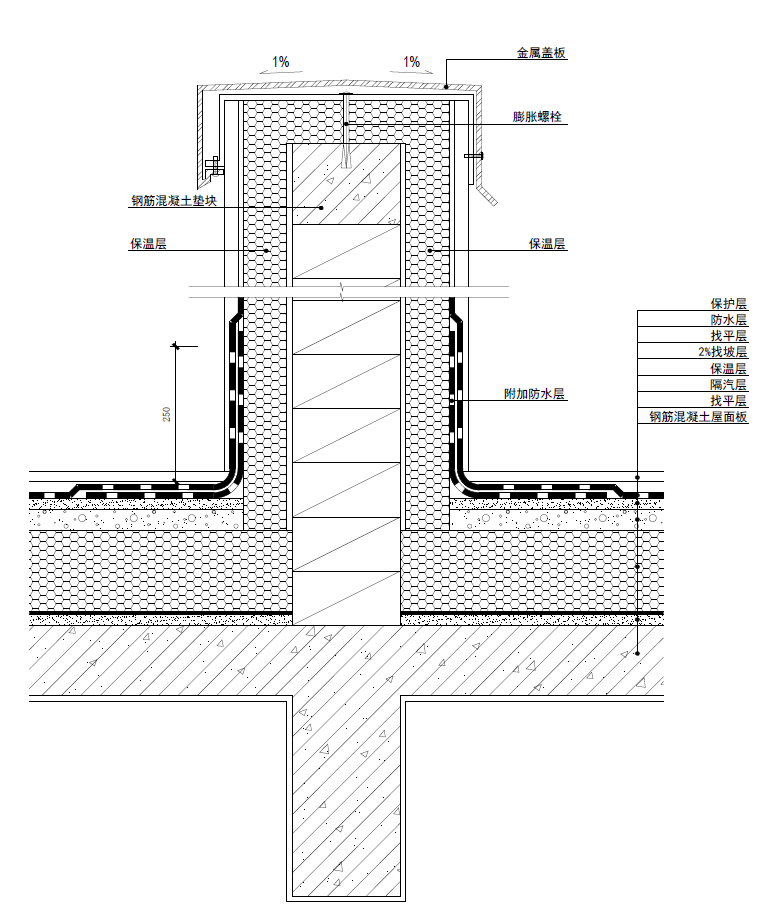 金属盖板
1%
1%
膨胀螺栓
钢筋混凝土垫块
保温层
保温层
保护层
防水层
找平层
2%找坡层
保温层
隔汽层
找平层
钢筋混凝土屋面板
附加防水层
250